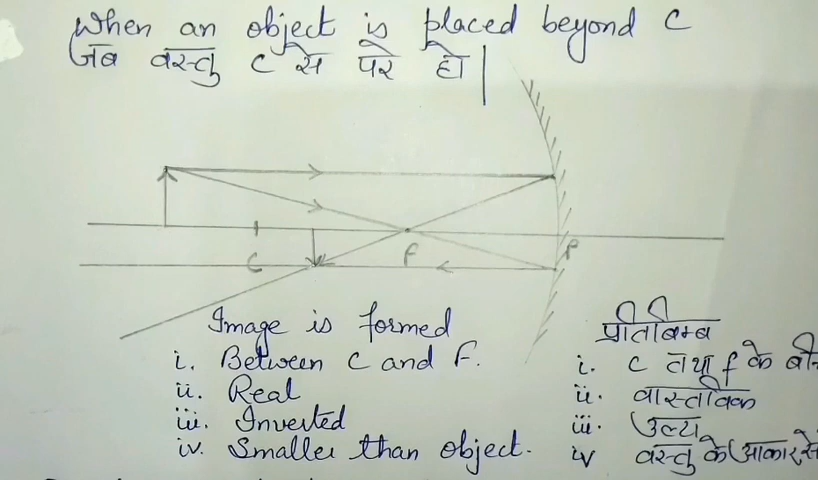 When an object is placed beyond C
जब वस्तु C से परे हो|
C
F
P
Image is formed
i. Between C and F.
ii. Real
iii. Inverted
iv. Smaller than object.
प्रतिबिम्ब
i. C तथा f के
ii. वास्तविक
iii. उल्टा
iv वस्तु के आकार से